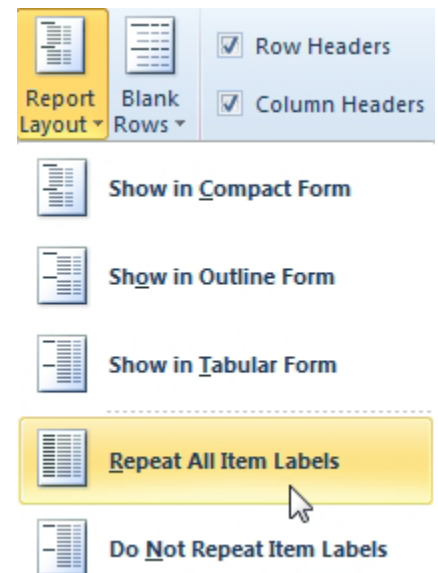 Report Layout
Blank Rows
Row Headers
Column Headers
Show in Compact Form
Show in Outline Form
Show in Tabular Form
Repeat All Item Labels
Do Not Repeat Item Labels